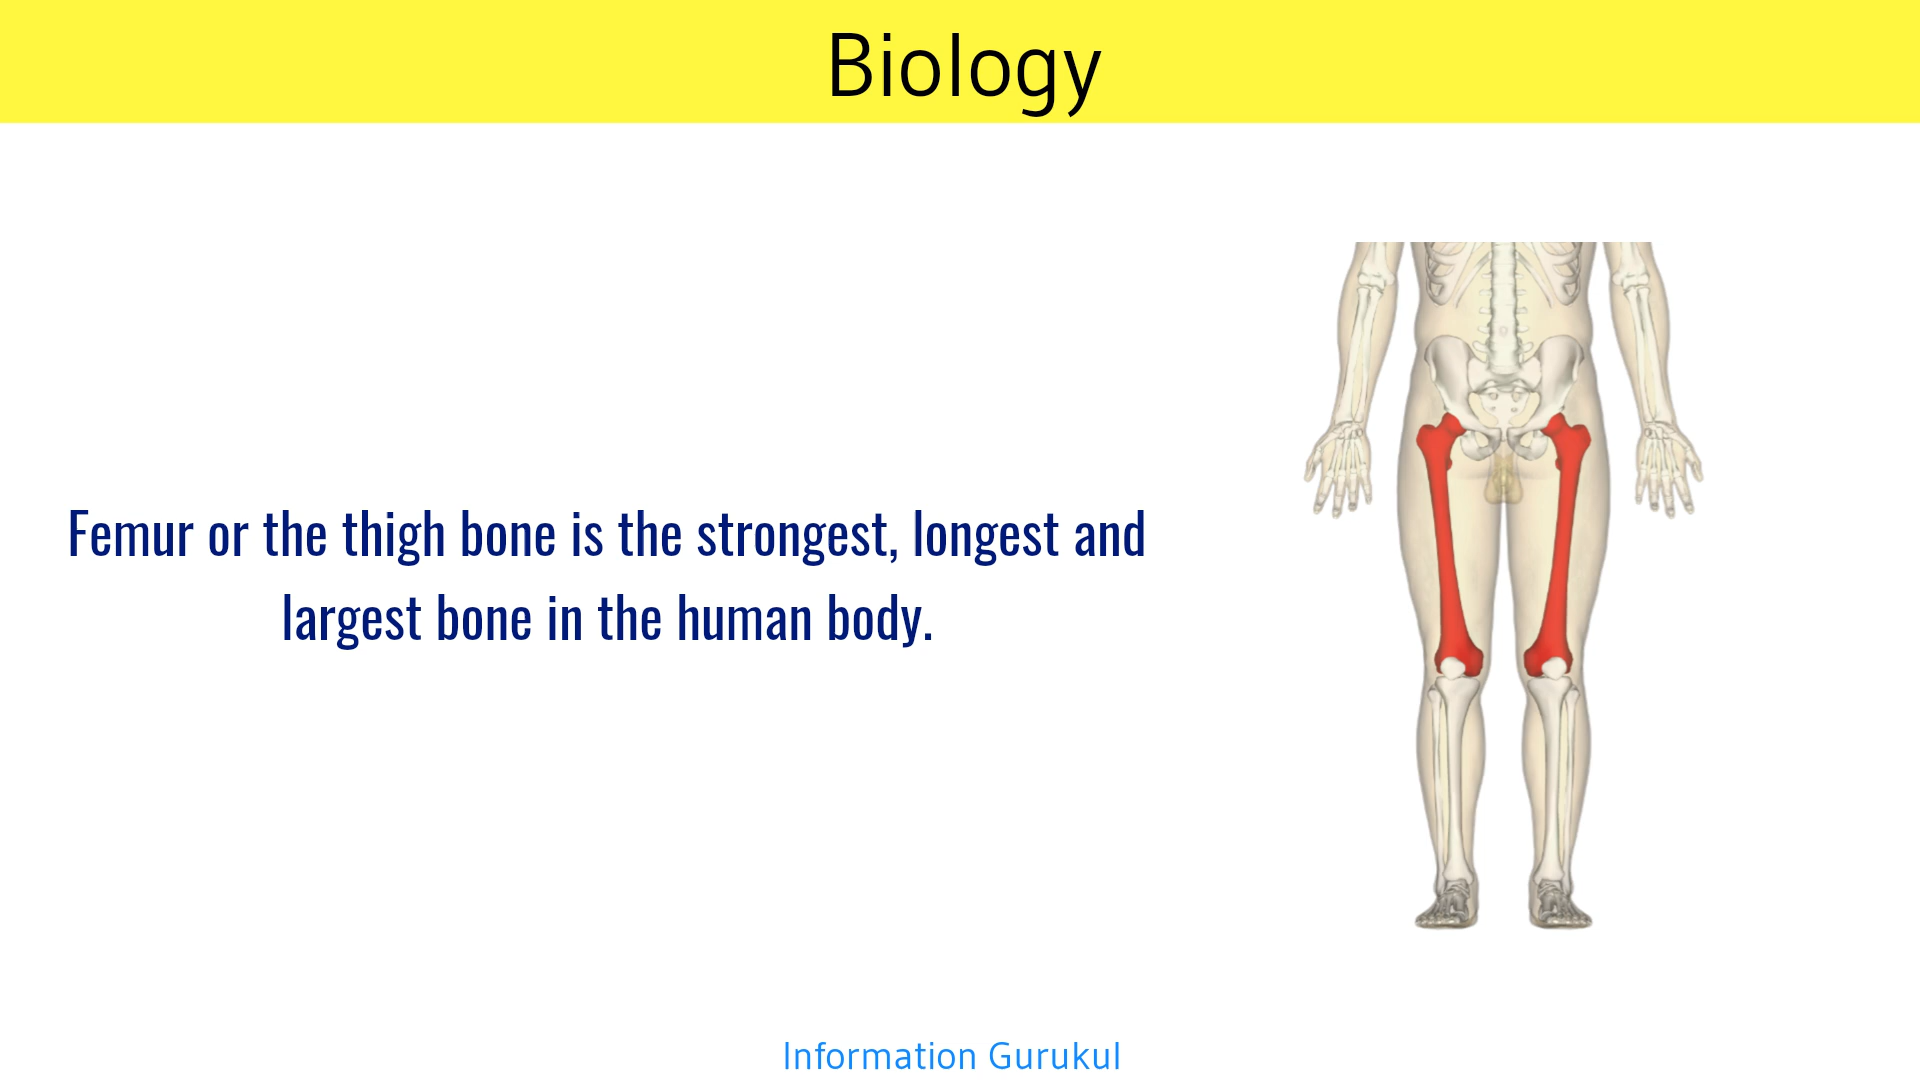 Biology
Femur or the thigh bone is the strongest, longest and
largest bone in the human body.
Information Gurukul